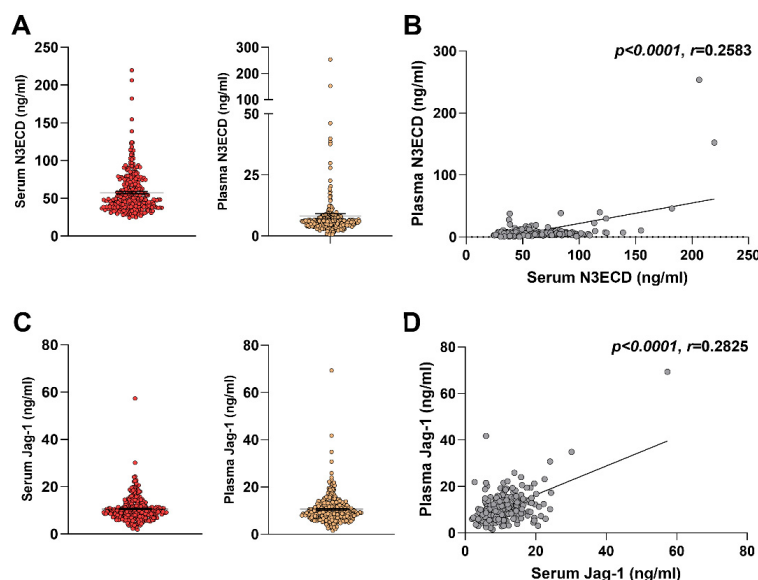 A
Serum N3ECD (ng/ml)
250
200
150
100
50
0
Plasma N3ECD (ng/ml)
300
200
100
50
25
0
B
p<0.0001, r=0.2583
Plasma N3ECD (ng/ml)
300
200
100
0
0 50 100 150 200 250
Serum N3ECD (ng/ml)
C
Serum Jag-1 (ng/ml)
80
60
40
20
0
Plasma Jag-1 (ng/ml)
80
60
40
20
0
D
p<0.0001, r=0.2825
Plasma Jag-1 (ng/ml)
80
60
40
20
0
0 20 40 60 80
Serum Jag-1 (ng/ml)